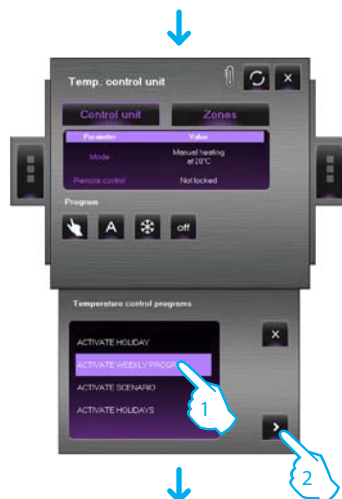 Temp. control unit
Control unit
Zones
Parameter
Value
Mode
Manual heating
at 20°C
Remote control
Not locked
Program
A
off
Temperature control programs
ACTIVATE HOLIDAY
ACTIVATE WEEKLY PROGR
ACTIVATE SCENARIO
ACTIVATE HOLIDAYS
1
2